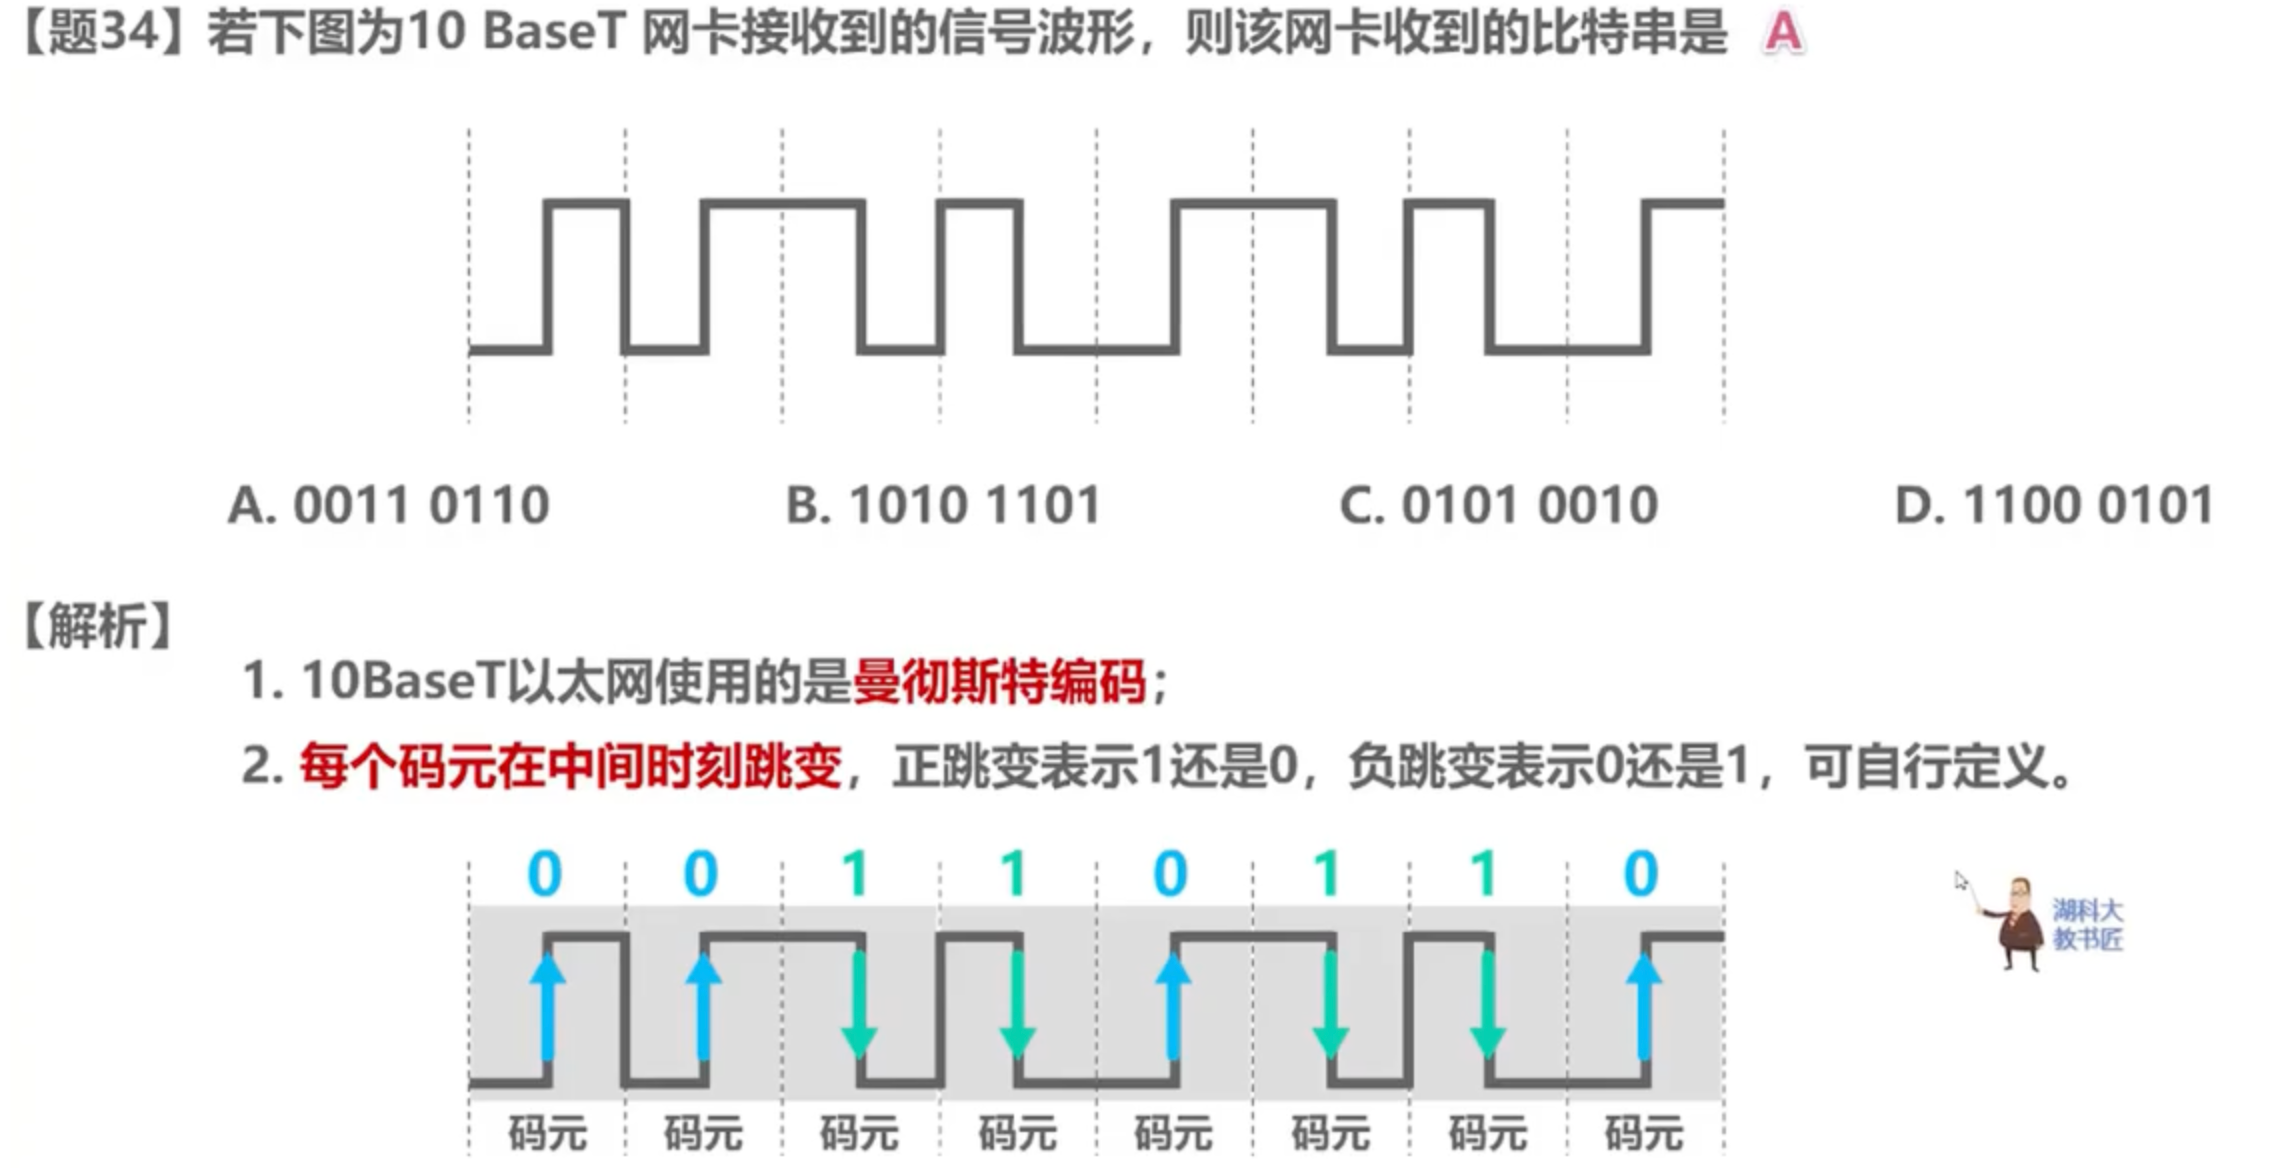 【题34】若下图为10 BaseT 网卡接收到的信号波形，则该网卡收到的比特串是 A
A. 0011 0110 B. 1010 1101 C. 0101 0010 D. 1100 0101
【解析】
1. 10BaseT以太网使用的是曼彻斯特编码；
2. 每个码元在中间时刻跳变，正跳变表示1还是0，负跳变表示0还是1，可自行定义。
0 0 1 1 0 1 1 0
湖科大
教书匠
码元 码元 码元 码元 码元 码元 码元 码元